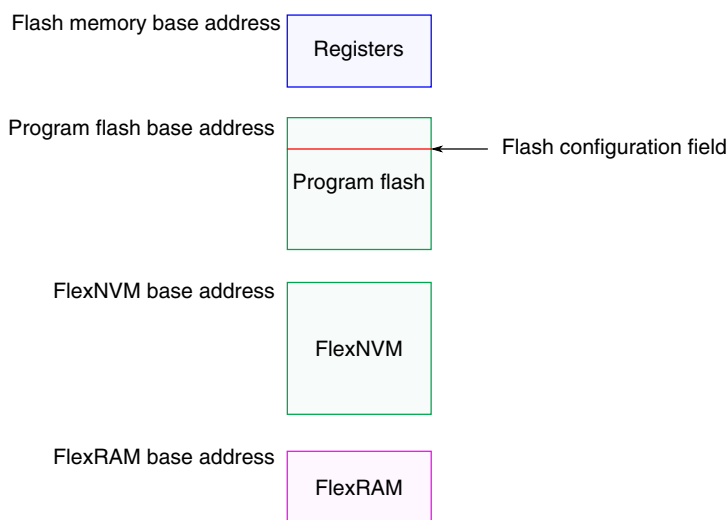 Flash memory base address
Registers
Program flash base address
Flash configuration field
Program flash
FlexNVM base address
FlexNVM
FlexRAM base address
FlexRAM